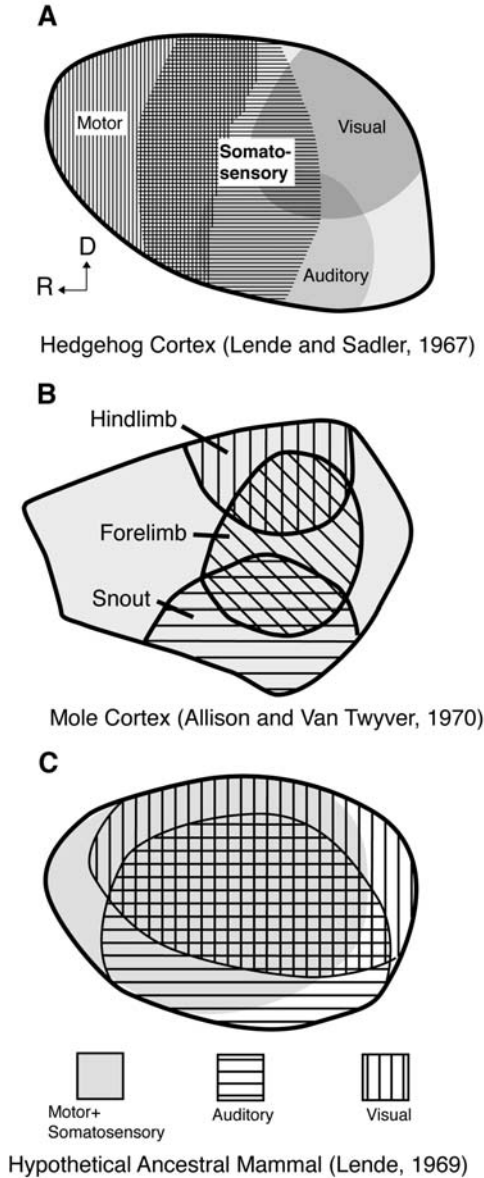 A
Motor
Somato-
sensory
Visual
Auditory
D
R
Hedgehog Cortex (Lende and Sadler, 1967)
B
Hindlimb
Forelimb
Snout
Mole Cortex (Allison and Van Twyver, 1970)
C
Motor+
Somatosensory
Auditory
Visual
Hypothetical Ancestral Mammal (Lende, 1969)